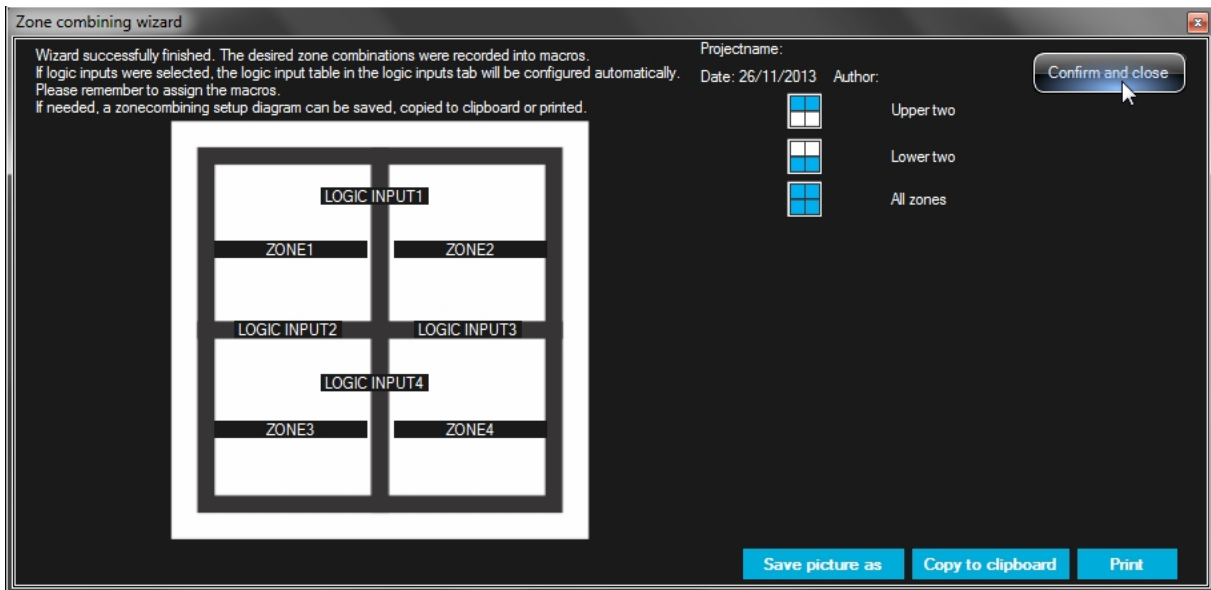 Zone combining wizard
Wizard successfully finished. The desired zone combinations were recorded into macros.
If logic inputs were selected, the logic input table in the logic inputs tab will be configured automatically.
Please remember to assign the macros.
If needed, a zonecombining setup diagram can be saved, copied to clipboard or printed.
Projectname:
Date: 26/11/2013 Author:
Confirm and close
Upper two
Lower two
All zones
LOGIC INPUT1
ZONE1 ZONE2
LOGIC INPUT2 LOGIC INPUT3
LOGIC INPUT4
ZONE3 ZONE4
Save picture as Copy to clipboard Print